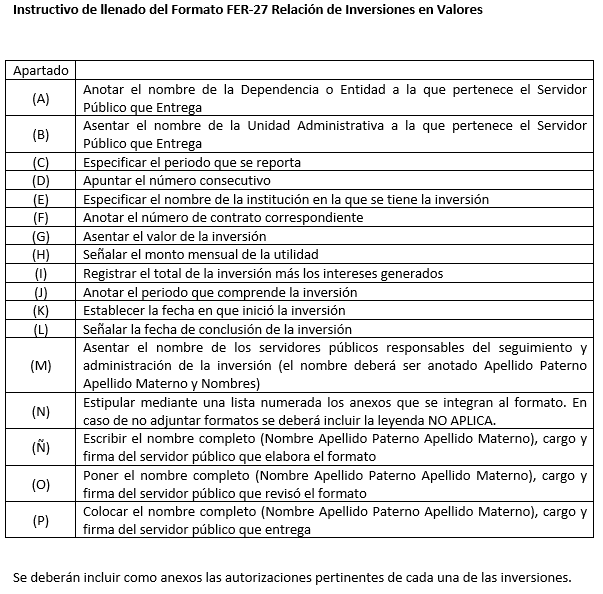 Instructivo de llenado del Formato FER-27 Relación de Inversiones en Valores
Apartado
(A) Anotar el nombre de la Dependencia o Entidad a la que pertenece el Servidor
Público que Entrega
(B) Asentar el nombre de la Unidad Administrativa a la que pertenece el Servidor
Público que Entrega
(C) Especificar el periodo que se reporta
(D) Apuntar el número consecutivo
(E) Especificar el nombre de la institución en la que se tiene la inversión
(F) Anotar el número de contrato correspondiente
(G) Asentar el valor de la inversión
(H) Señalar el monto mensual de la utilidad
(I) Registrar el total de la inversión más los intereses generados
(J) Anotar el periodo que comprende la inversión
(K) Establecer la fecha en que inició la inversión
(L) Señalar la fecha de conclusión de la inversión
(M) Asentar el nombre de los servidores públicos responsables del seguimiento y
administración de la inversión (el nombre deberá ser anotado Apellido Paterno
Apellido Materno y Nombres)
(N) Estipular mediante una lista numerada los anexos que se integran al formato. En
caso de no adjuntar formatos se deberá incluir la leyenda NO APLICA.
(Ñ) Escribir el nombre completo (Nombre Apellido Paterno Apellido Materno), cargo y
firma del servidor público que elabora el formato
(O) Poner el nombre completo (Nombre Apellido Paterno Apellido Materno), cargo y
firma del servidor público que revisó el formato
(P) Colocar el nombre completo (Nombre Apellido Paterno Apellido Materno), cargo y
firma del servidor público que entrega
Se deberán incluir como anexos las autorizaciones pertinentes de cada una de las inversiones.